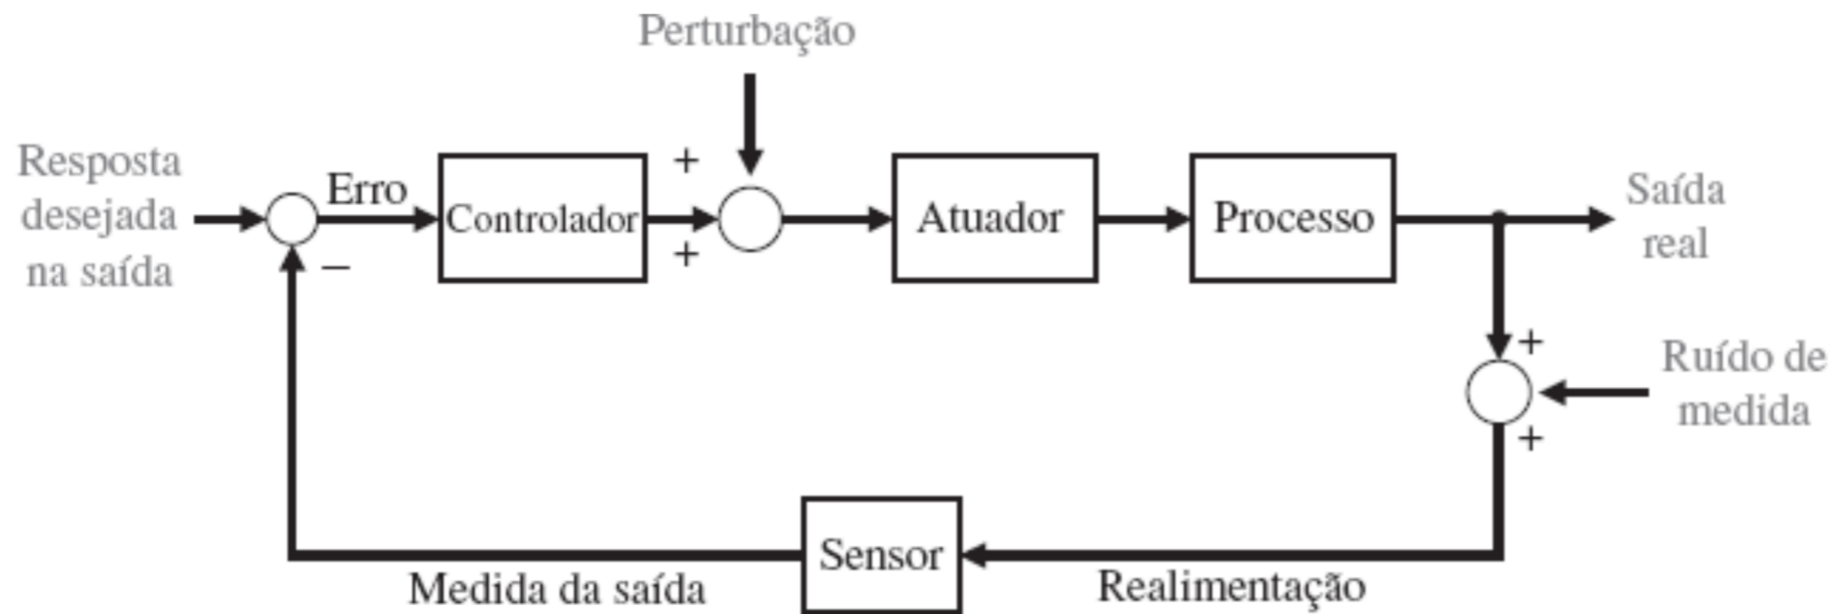 Perturbação
Resposta
desejada
na saída
Erro
–
Controlador
+
+
Atuador
Processo
Saída
real
+
+
Ruído de
medida
Sensor
Medida da saída
Realimentação